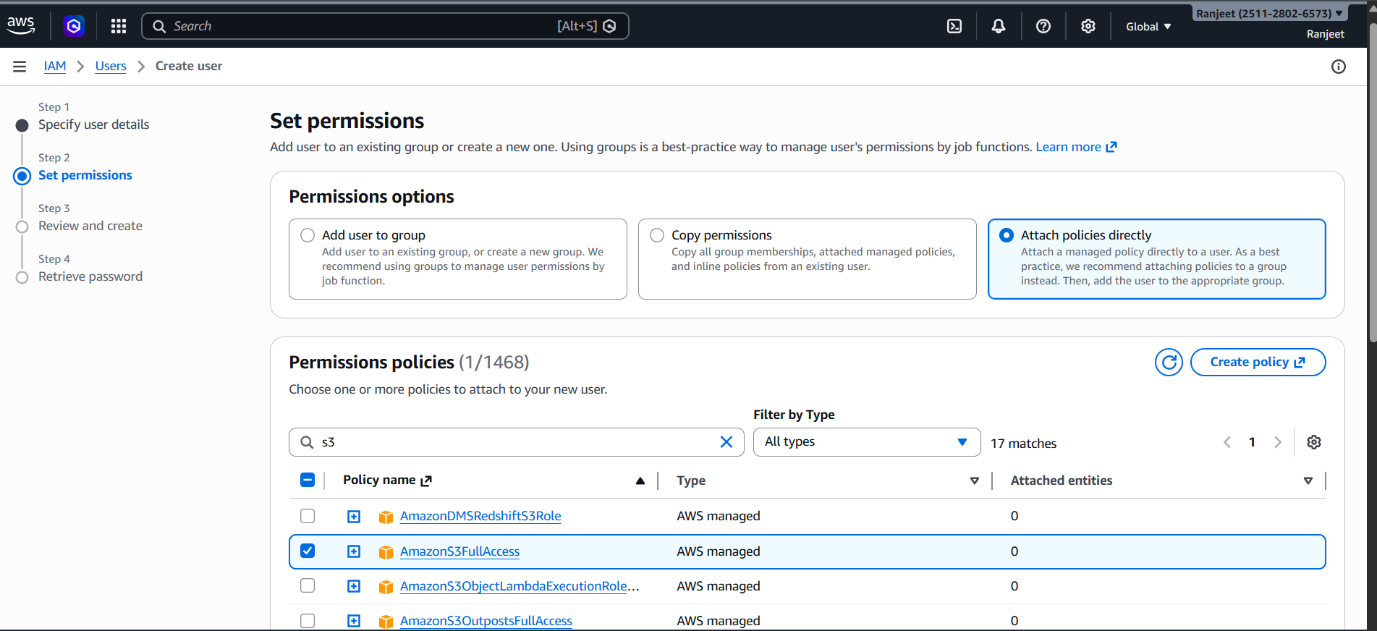 aws
Search
[Alt+S]
Global
Ranjeet (2511-2802-6573)
Ranjeet
IAM
Users
Create user
Step 1
Specify user details
Step 2
Set permissions
Step 3
Review and create
Step 4
Retrieve password
Set permissions
Add user to an existing group or create a new one. Using groups is a best-practice way to manage user's permissions by job functions. Learn more
Permissions options
Add user to group
Add user to an existing group, or create a new group. We
recommend using groups to manage user permissions by
job function.
Copy permissions
Copy all group memberships, attached managed policies,
and inline policies from an existing user.
Attach policies directly
Attach a managed policy directly to a user. As a best
practice, we recommend attaching policies to a group
instead. Then, add the user to the appropriate group.
Permissions policies (1/1468)
Create policy
Choose one or more policies to attach to your new user.
Filter by Type
s3
All types
17 matches
1
Policy name
Type
Attached entities
AmazonDMSRedshiftS3Role AWS managed 0
AmazonS3FullAccess AWS managed 0
AmazonS3ObjectLambdaExecutionRole... AWS managed 0
AmazonS3OutpostsFullAccess AWS managed 0